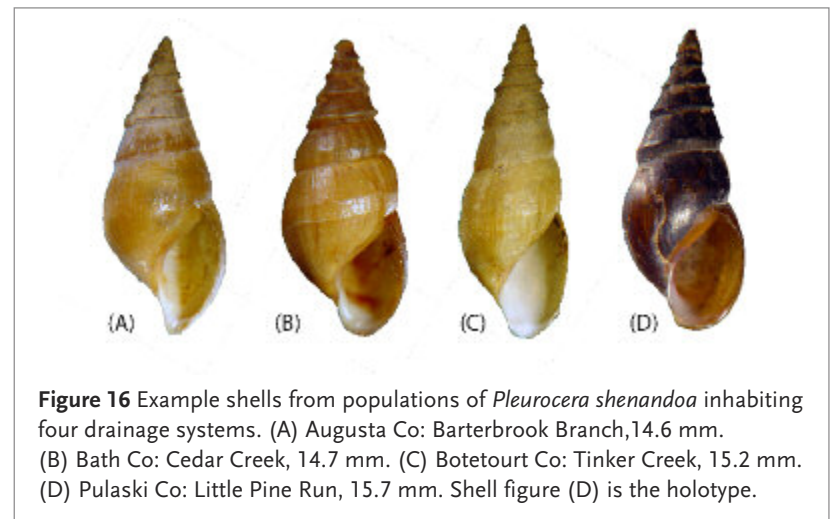 (A) (B) (C) (D)
Figure 16 Example shells from populations of Pleurocera shenandoa inhabiting
four drainage systems. (A) Augusta Co: Barterbrook Branch,14.6 mm.
(B) Bath Co: Cedar Creek, 14.7 mm. (C) Botetourt Co: Tinker Creek, 15.2 mm.
(D) Pulaski Co: Little Pine Run, 15.7 mm. Shell figure (D) is the holotype.